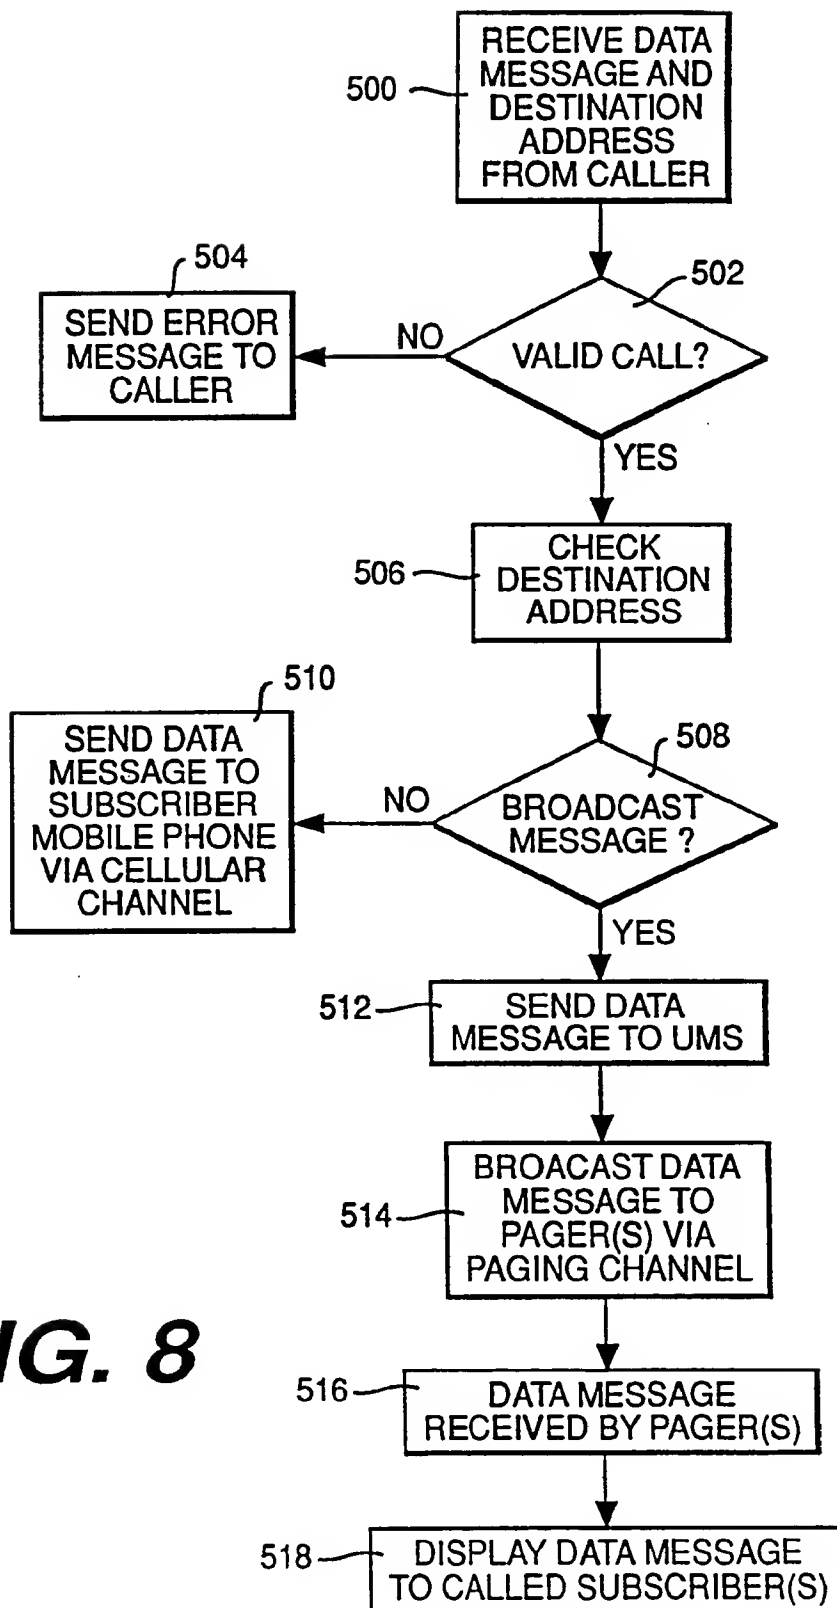 500
RECEIVE DATA
MESSAGE AND
DESTINATION
ADDRESS
FROM CALLER
504
SEND ERROR
MESSAGE TO
CALLER
NO
502
VALID CALL?
YES
506
CHECK
DESTINATION
ADDRESS
510
SEND DATA
MESSAGE TO
SUBSCRIBER
MOBILE PHONE
VIA CELLULAR
CHANNEL
NO
508
BROADCAST
MESSAGE ?
YES
512
SEND DATA
MESSAGE TO UMS
514
BROACAST DATA
MESSAGE TO
PAGER(S) VIA
PAGING CHANNEL
IG. 8
516
DATA MESSAGE
RECEIVED BY PAGER(S)
518
DISPLAY DATA MESSAGE
TO CALLED SUBSCRIBER(S)